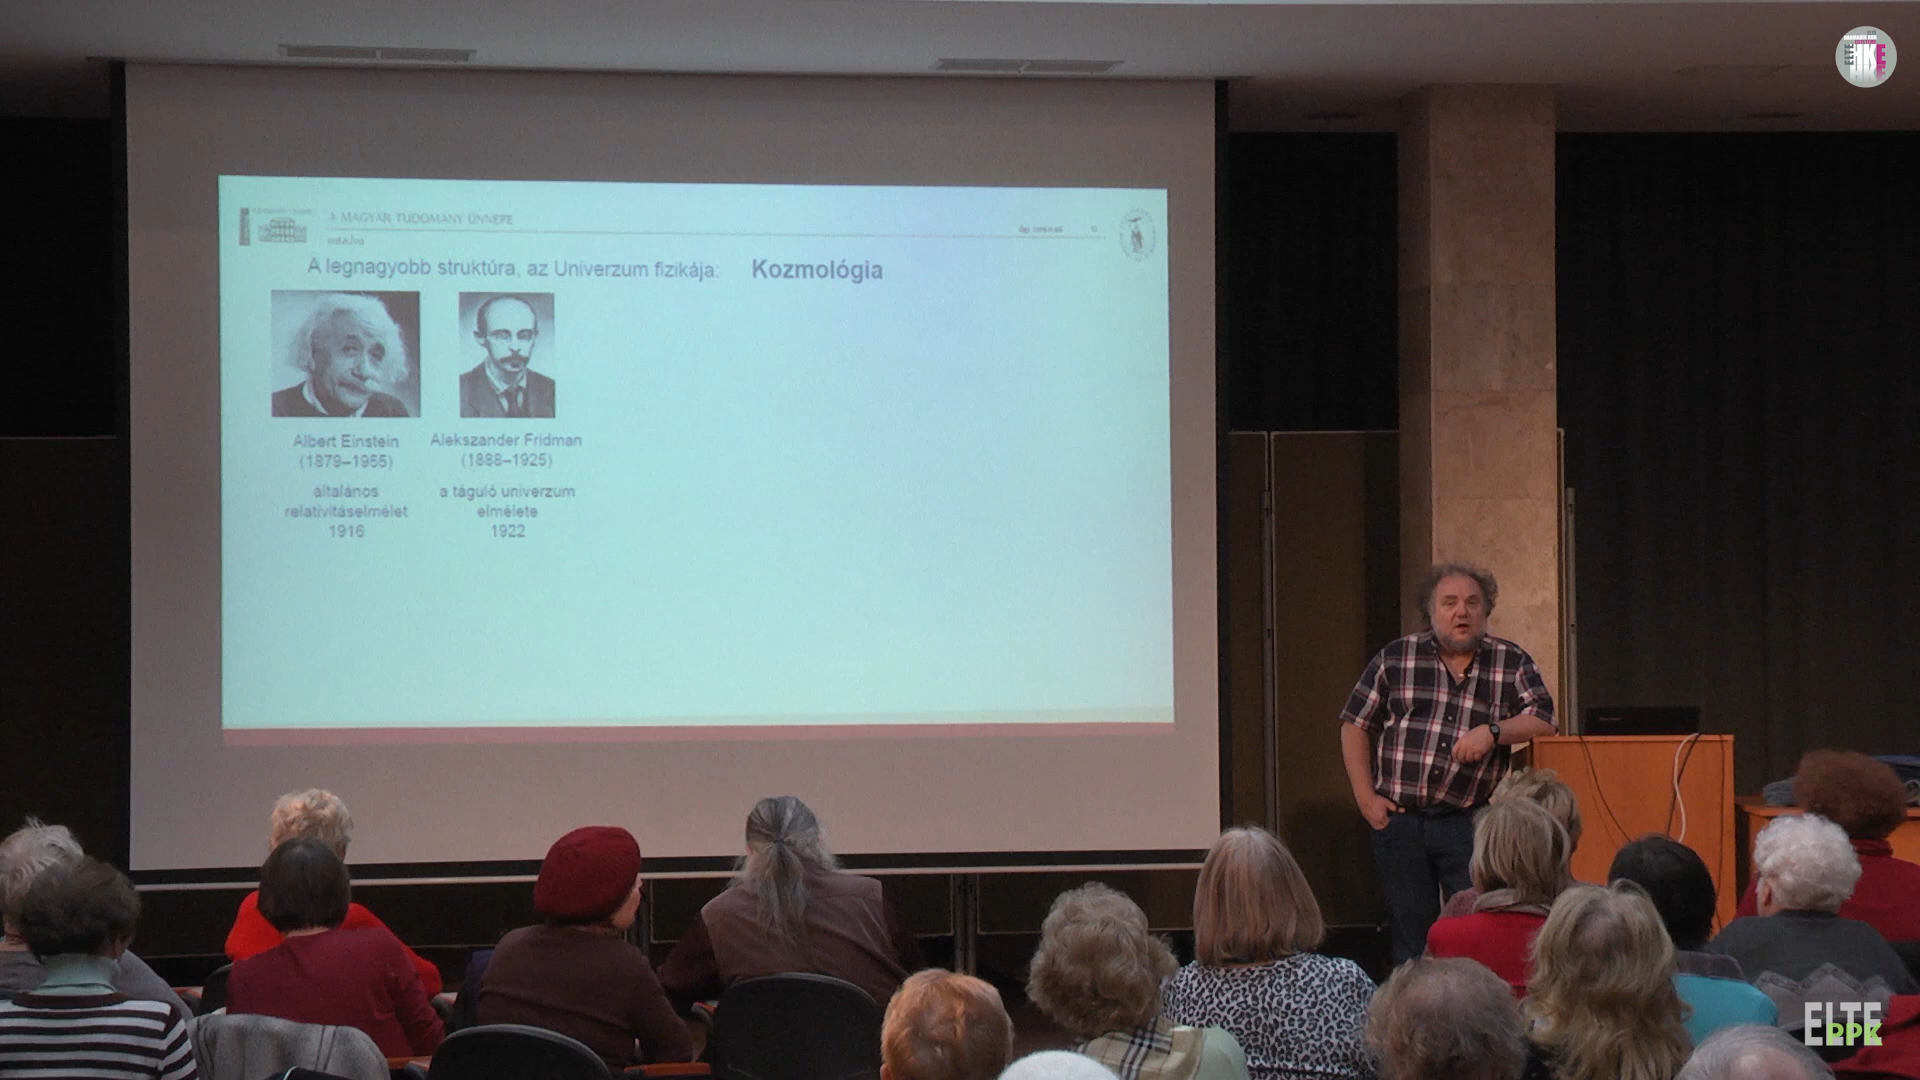 A MAGYAR TUDOMÁNY ÜNNEPE
mta.hu
A legnagyobb struktúra, az Univerzum fizikája: Kozmológia
Albert Einstein
(1879–1955)
általános
relativitáselmélet
1916
Alekszander Fridman
(1888–1925)
a táguló univerzum
elmélete
1922
ELTE
PPK